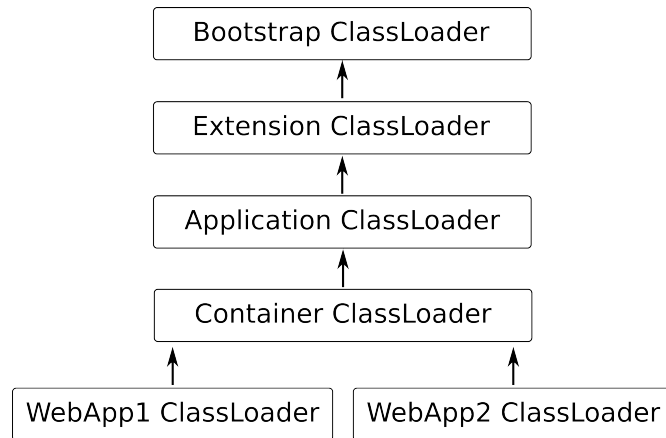 Bootstrap ClassLoader
Extension ClassLoader
Application ClassLoader
Container ClassLoader
WebApp1 ClassLoader
WebApp2 ClassLoader